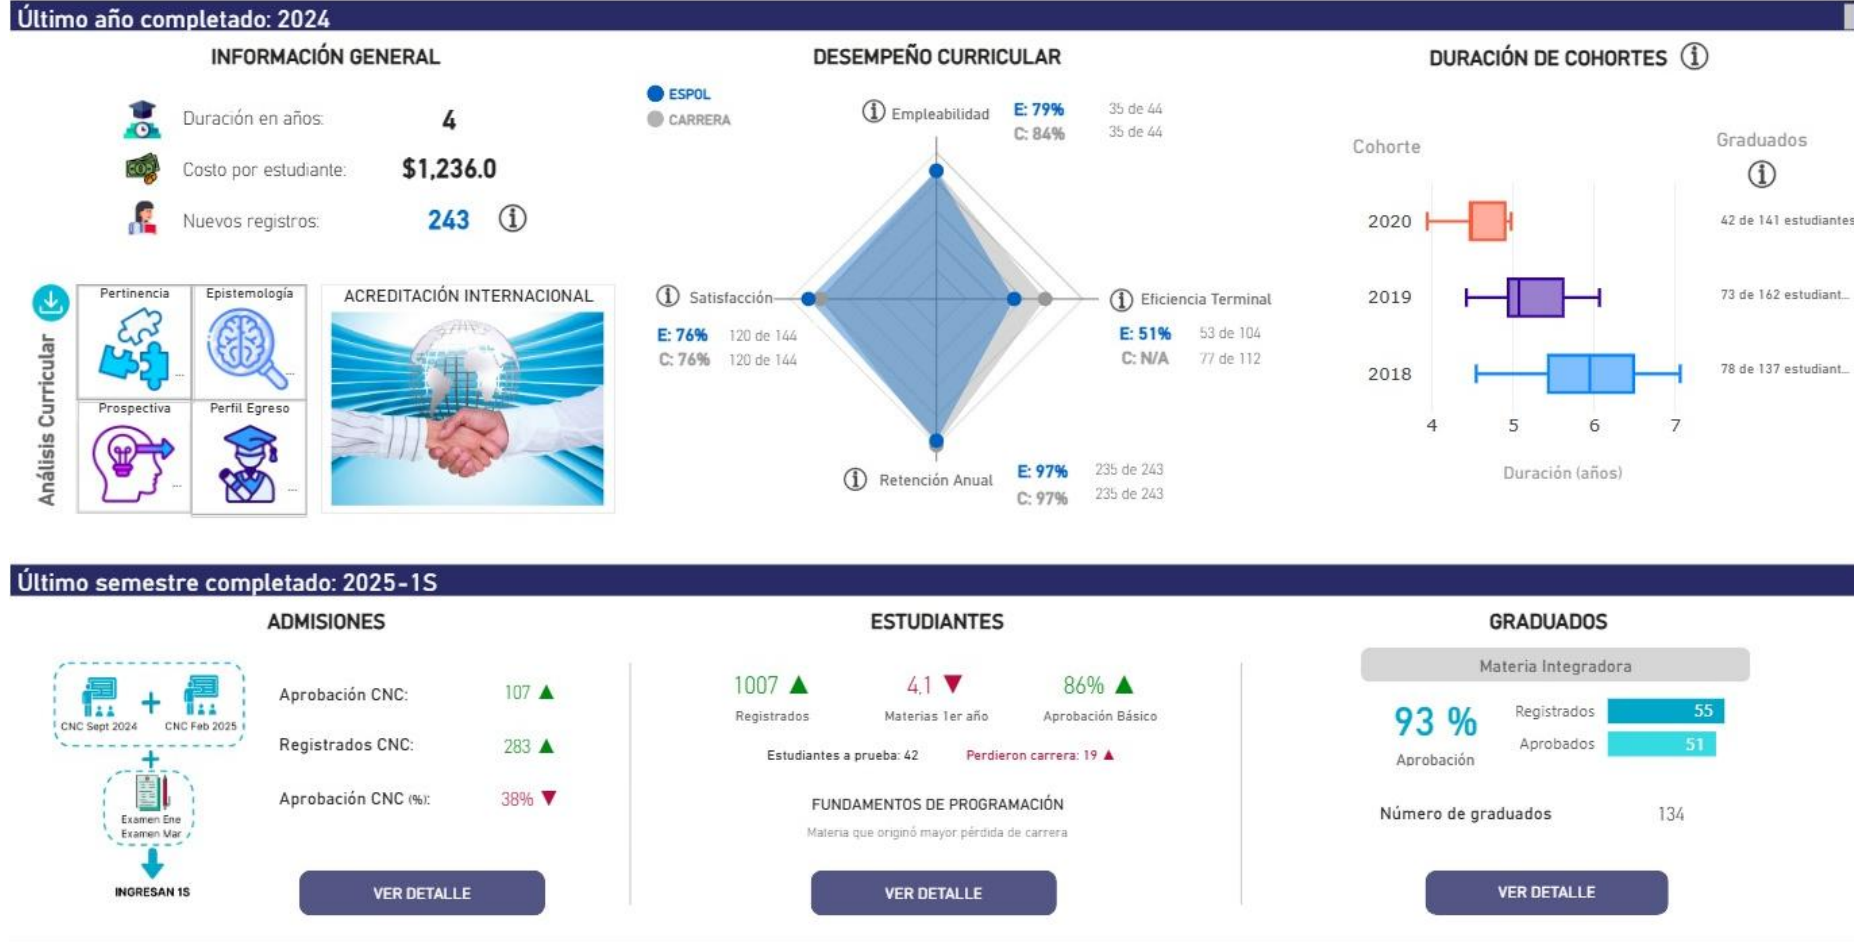 Último año completado: 2024
INFORMACIÓN GENERAL
Duración en años: 4
Costo por estudiante: $1,236.0
Nuevos registros: 243
Análisis Curricular
Pertinencia
...
Epistemología
...
Prospectiva
...
Perfil Egreso
...
ACREDITACIÓN INTERNACIONAL
DESEMPEÑO CURRICULAR
ESPOL
CARRERA
Empleabilidad
E: 79% 35 de 44
C: 84% 35 de 44
Satisfacción
E: 76% 120 de 144
C: 76% 120 de 144
Eficiencia Terminal
E: 51% 53 de 104
C: N/A 77 de 112
Retención Anual
E: 97% 235 de 243
C: 97% 235 de 243
DURACIÓN DE COHORTES
Cohorte
Graduados
2020 42 de 141 estudiantes
2019 73 de 162 estudiant...
2018 78 de 137 estudiant...
4 5 6 7
Duración (años)
Último semestre completado: 2025-1S
ADMISIONES
CNC Sept 2024
+
CNC Feb 2025
+
Examen Ene
Examen Mar
INGRESAN 1S
Aprobación CNC: 107 ▲
Registrados CNC: 283 ▲
Aprobación CNC (%): 38% ▼
VER DETALLE
ESTUDIANTES
1007 ▲
Registrados
4,1 ▼
Materias 1er año
86% ▲
Aprobación Básico
Estudiantes a prueba: 42
Perdieron carrera: 19 ▲
FUNDAMENTOS DE PROGRAMACIÓN
Materia que originó mayor pérdida de carrera
VER DETALLE
GRADUADOS
Materia Integradora
93 %
Aprobación
Registrados 55
Aprobados 51
Número de graduados 134
VER DETALLE